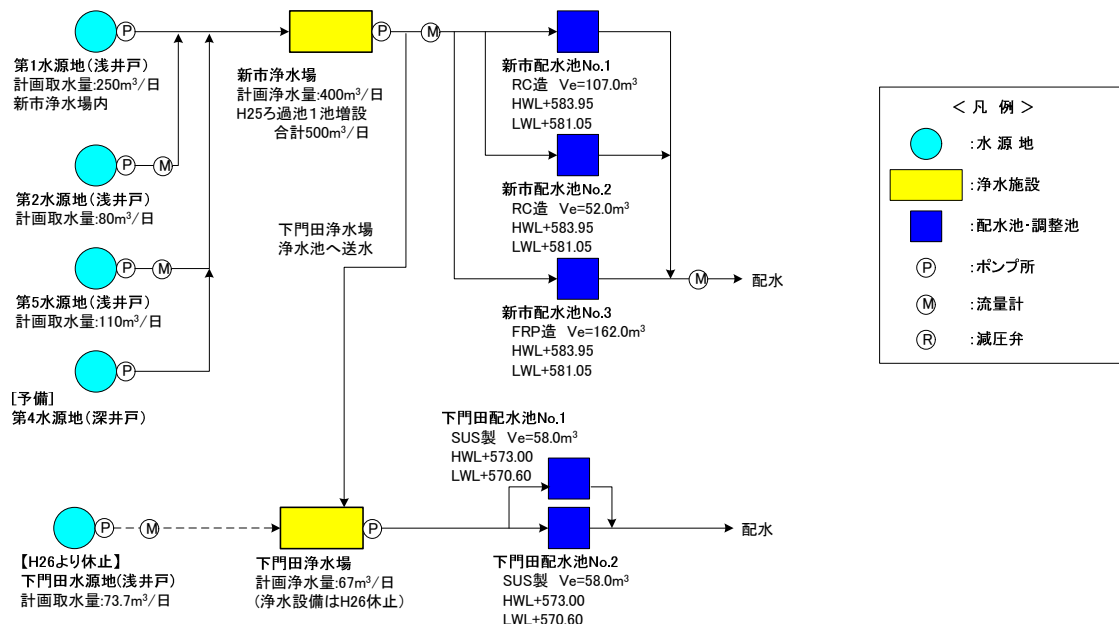 P
第1水源地(浅井戸)
計画取水量:250m³/日
新市浄水場内
P M
第2水源地(浅井戸)
計画取水量:80m³/日
P M
第5水源地(浅井戸)
計画取水量:110m³/日
P
[予備]
第4水源地(深井戸)
P M
新市浄水場
計画浄水量:400m³/日
H25ろ過池1池増設
合計500m³/日
下門田浄水場
浄水池へ送水
新市配水池No.1
RC造 Ve=107.0m³
HWL+583.95
LWL+581.05
新市配水池No.2
RC造 Ve=52.0m³
HWL+583.95
LWL+581.05
M 配水
新市配水池No.3
FRP造 Ve=162.0m³
HWL+583.95
LWL+581.05
P M
【H26より休止】
下門田水源地(浅井戸)
計画取水量:73.7m³/日
P
下門田浄水場
計画浄水量:67m³/日
(浄水設備はH26休止)
下門田配水池No.1
SUS製 Ve=58.0m³
HWL+573.00
LWL+570.60
配水
下門田配水池No.2
SUS製 Ve=58.0m³
HWL+573.00
LWL+570.60
<凡例>
:水源地
:浄水施設
:配水池・調整池
P :ポンプ所
M :流量計
R :減圧弁